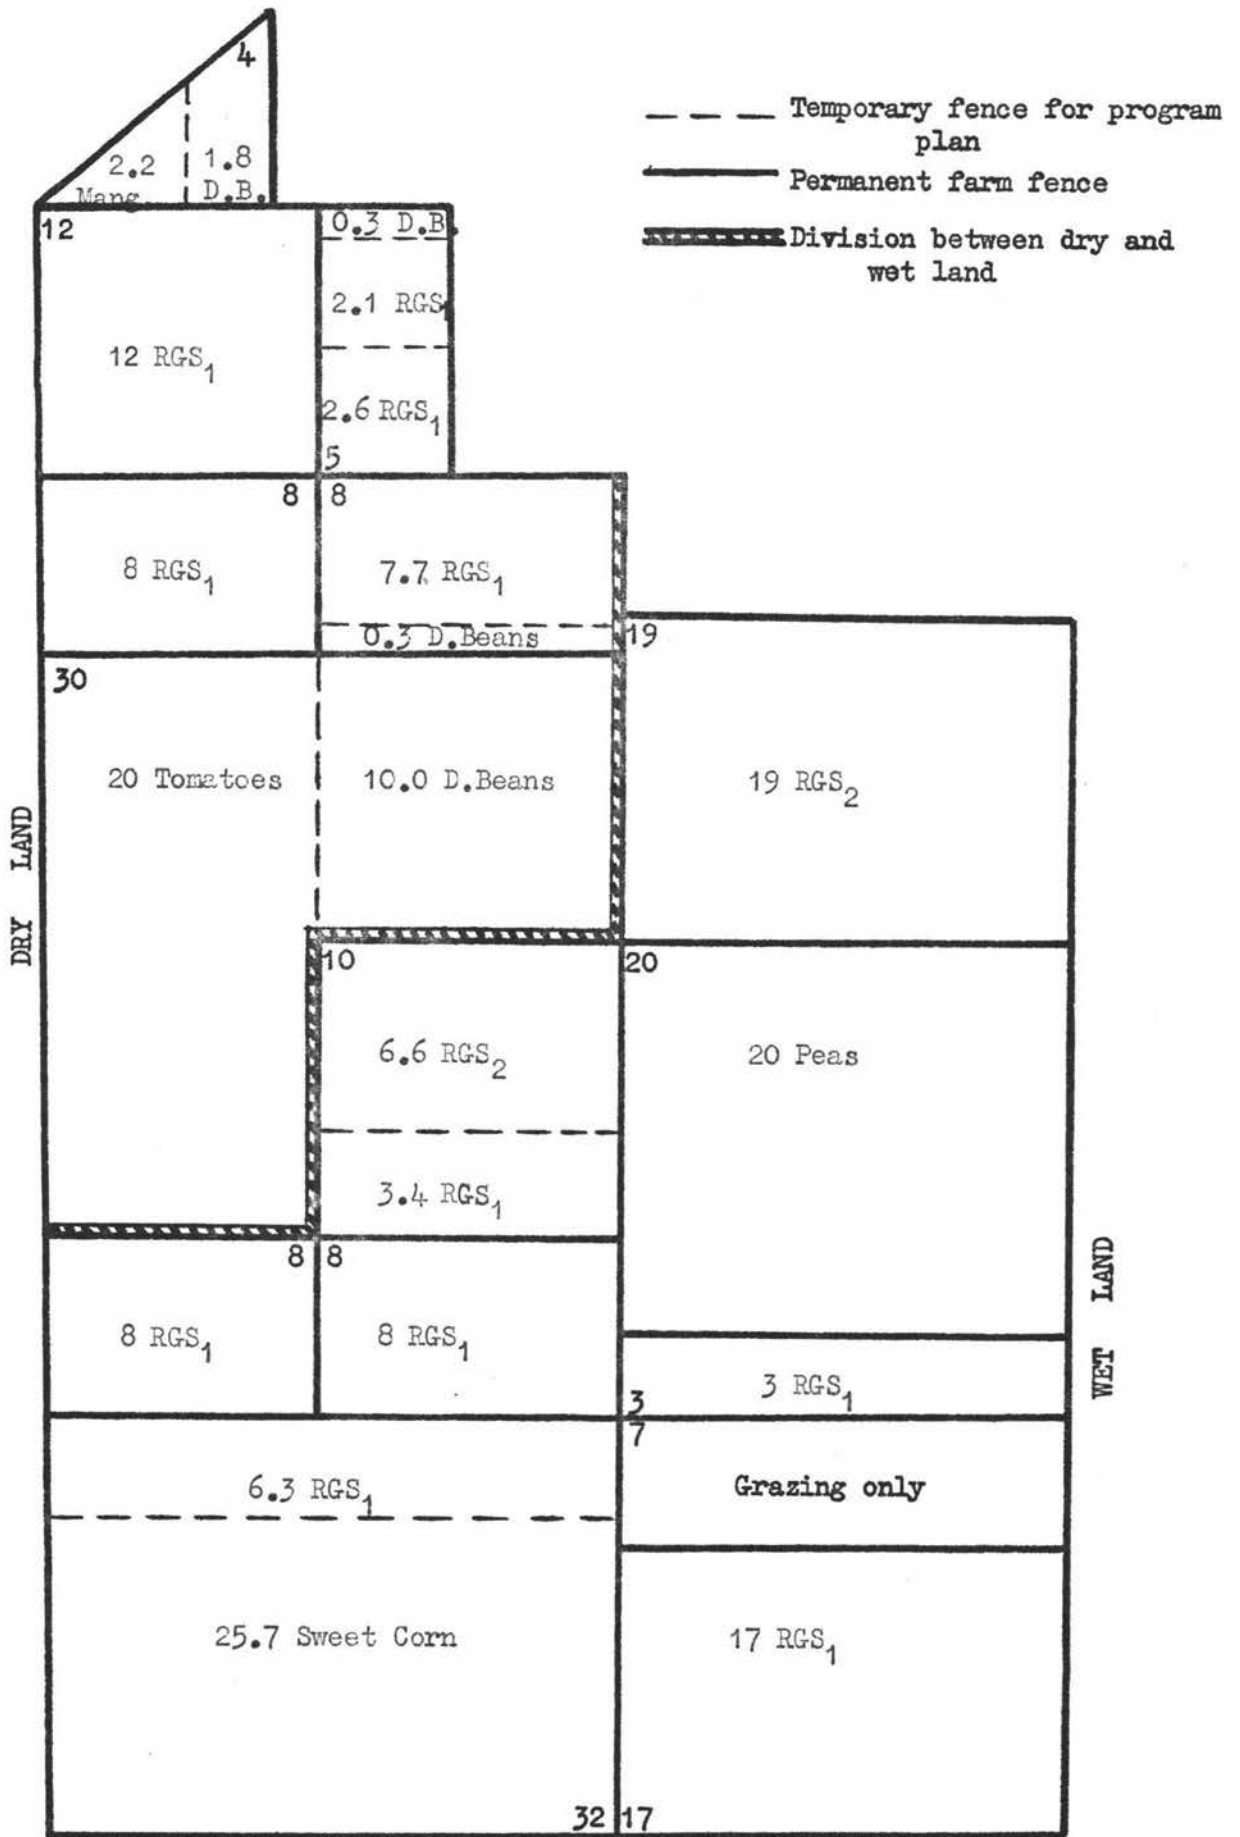 4
2.2
Mang.
1.8
D.B.
Temporary fence for program
plan
Permanent farm fence
Division between dry and
wet land
12
12 RGS₁
0.3 D.B.
2.1 RGS₁
2.6 RGS₁
5
8
8 RGS₁
8
7.7 RGS₁
0.3 D.Beans
19
19 RGS₂
30
20 Tomatoes
10.0 D.Beans
DRY LAND
10
6.6 RGS₂
3.4 RGS₁
20
20 Peas
8
8 RGS₁
8
8 RGS₁
3 RGS₁
3
WET LAND
7
Grazing only
6.3 RGS₁
25.7 Sweet Corn
32
17 RGS₁
17